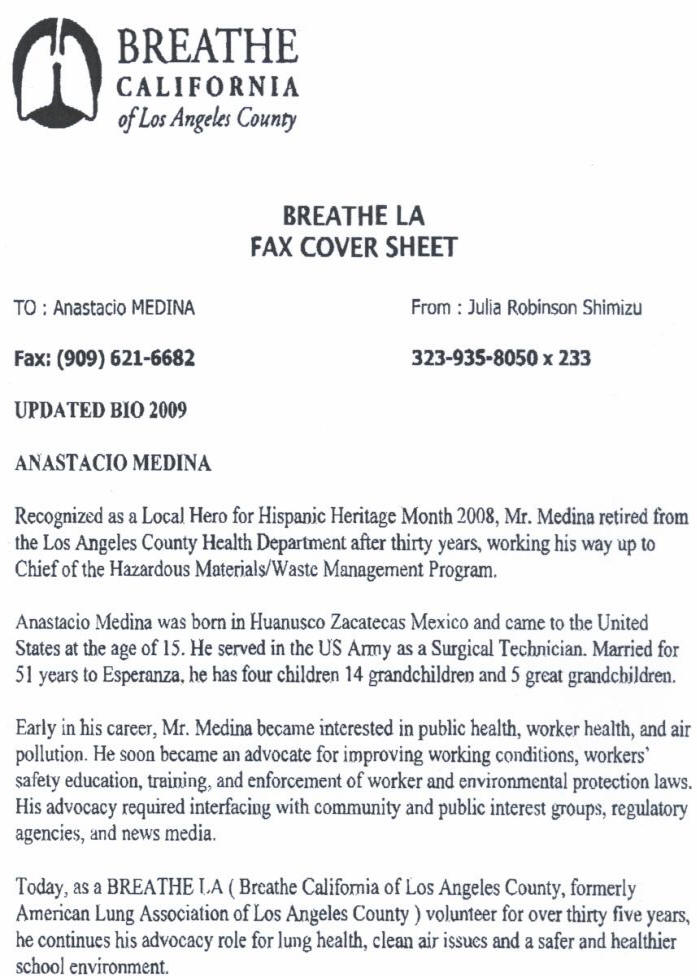 BREATHE
CALIFORNIA
of Los Angeles County
BREATHE LA
FAX COVER SHEET
TO : Anastacio MEDINA
From : Julia Robinson Shimizu
Fax: (909) 621-6682
323-935-8050 x 233
UPDATED BIO 2009
ANASTACIO MEDINA
Recognized as a Local Hero for Hispanic Heritage Month 2008, Mr. Medina retired from
the Los Angeles County Health Department after thirty years, working his way up to
Chief of the Hazardous Materials/Waste Management Program.
Anastacio Medina was born in Huanusco Zacatecas Mexico and came to the United
States at the age of 15. He served in the US Army as a Surgical Technician. Married for
51 years to Esperanza, he has four children 14 grandchildren and 5 great grandchildren.
Early in his career, Mr. Medina became interested in public health, worker health, and air
pollution. He soon became an advocate for improving working conditions, workers'
safety education, training, and enforcement of worker and environmental protection laws.
His advocacy required interfacing with community and public interest groups, regulatory
agencies, and news media.
Today, as a BREATHE LA ( Breathe California of Los Angeles County, formerly
American Lung Association of Los Angeles County ) volunteer for over thirty five years,
he continues his advocacy role for lung health, clean air issues and a safer and healthier
school environment.